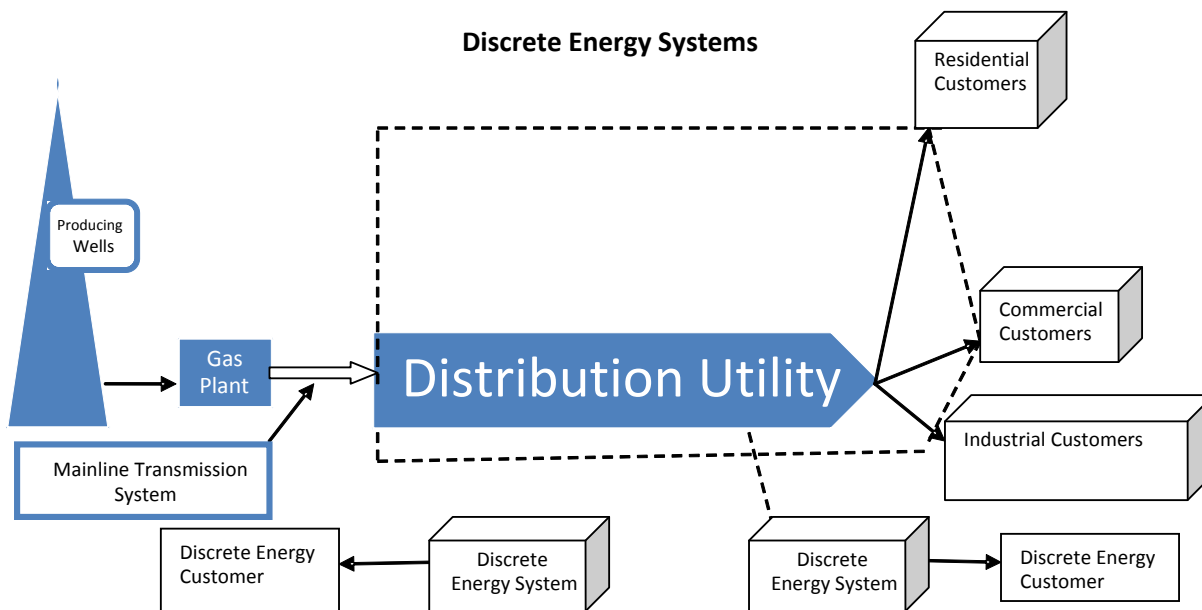 Discrete Energy Systems
Residential
Customers
Producing
Wells
Commercial
Customers
Gas
Plant
Distribution Utility
Industrial Customers
Mainline Transmission
System
Discrete Energy
Customer
Discrete
Energy System
Discrete
Energy System
Discrete Energy
Customer